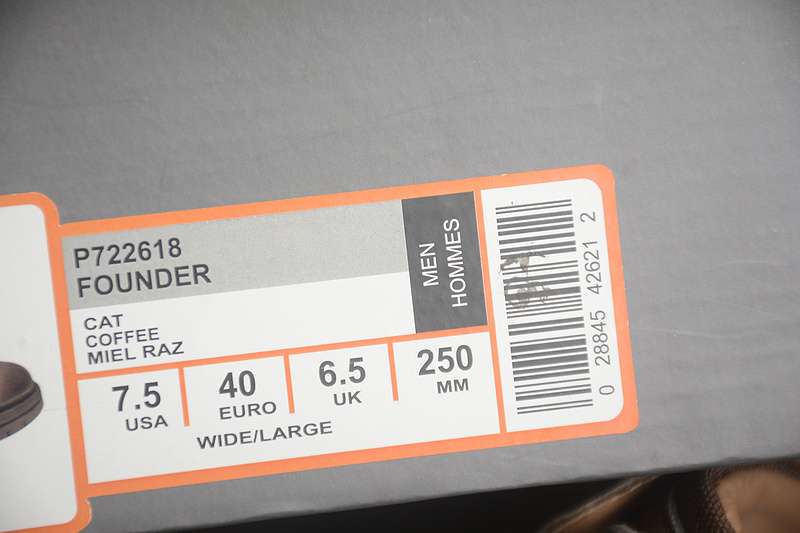 P722618
FOUNDER
MEN
HOMMES
CAT
COFFEE
MIEL RAZ
7.5
USA
40
EURO
6.5
UK
250
MM
WIDE/LARGE
0 28845 42621 2